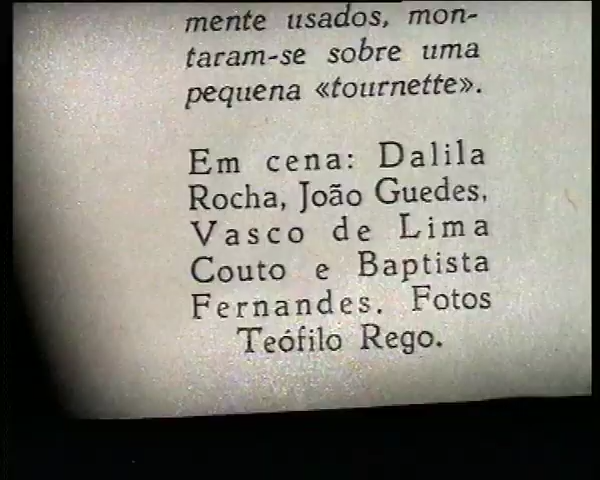 mente usados, mon-
taram-se sobre uma
pequena «tournette».
Em cena: Dalila
Rocha, João Guedes,
Vasco de Lima
Couto e Baptista
Fernandes. Fotos
Teófilo Rego.